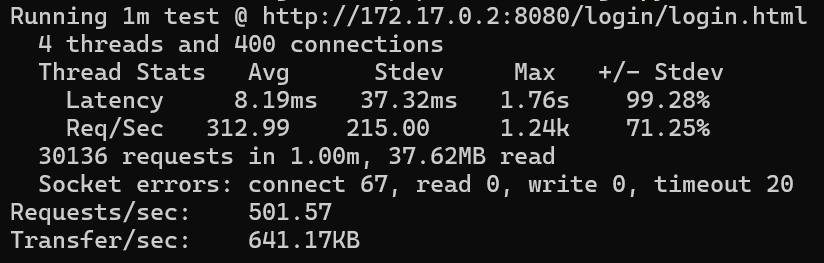 Running 1m test @ http://172.17.0.2:8080/login/login.html
  4 threads and 400 connections
  Thread Stats   Avg      Stdev     Max   +/- Stdev
    Latency     8.19ms   37.32ms   1.76s    99.28%
    Req/Sec   312.99    215.00     1.24k    71.25%
  30136 requests in 1.00m, 37.62MB read
  Socket errors: connect 67, read 0, write 0, timeout 20
Requests/sec:    501.57
Transfer/sec:    641.17KB